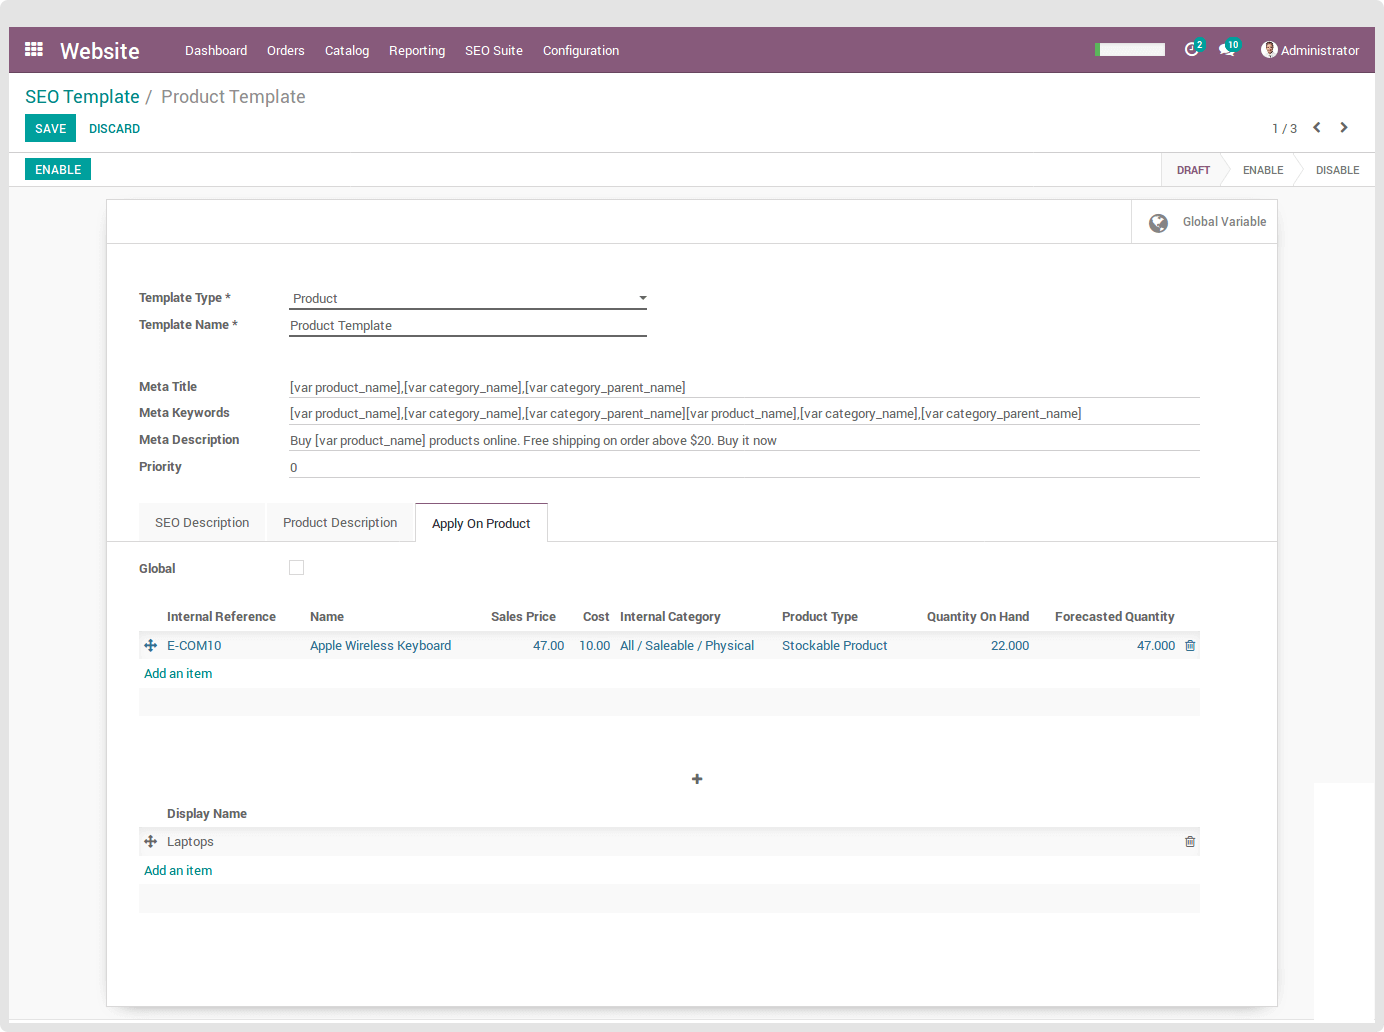 Website Dashboard Orders Catalog Reporting SEO Suite Configuration 2 10 Administrator
SEO Template / Product Template
SAVE DISCARD 1 / 3
ENABLE DRAFT ENABLE DISABLE
Global Variable
Template Type * Product
Template Name * Product Template
Meta Title [var product_name],[var category_name],[var category_parent_name]
Meta Keywords [var product_name],[var category_name],[var category_parent_name][var product_name],[var category_name],[var category_parent_name]
Meta Description Buy [var product_name] products online. Free shipping on order above $20. Buy it now
Priority 0
SEO Description Product Description Apply On Product
Global
Internal Reference Name Sales Price Cost Internal Category Product Type Quantity On Hand Forecasted Quantity
E-COM10 Apple Wireless Keyboard 47.00 10.00 All / Saleable / Physical Stockable Product 22.000 47.000
Add an item
Display Name
Laptops
Add an item